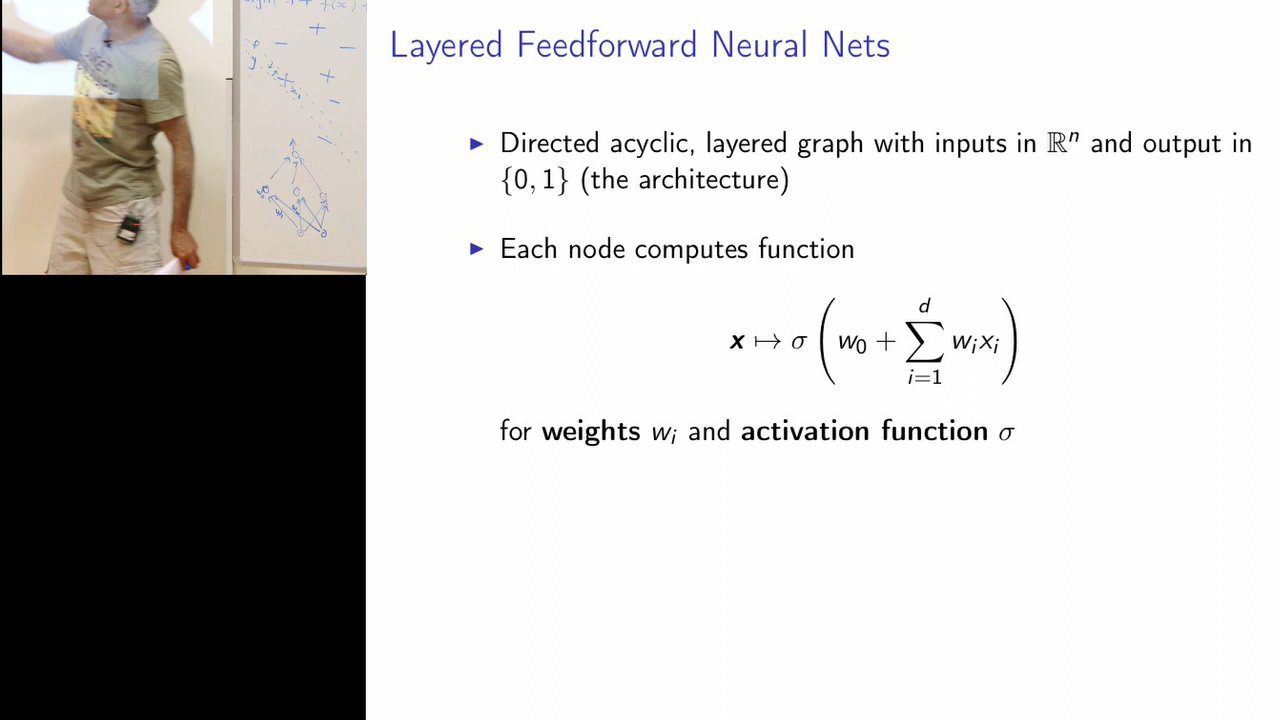 Layered Feedforward Neural Nets
▶ Directed acyclic, layered graph with inputs in ℝⁿ and output in
{0, 1} (the architecture)
▶ Each node computes function
x ↦ σ ( w₀ + ∑_{i=1}^{d} wᵢxᵢ )
for weights wᵢ and activation function σ